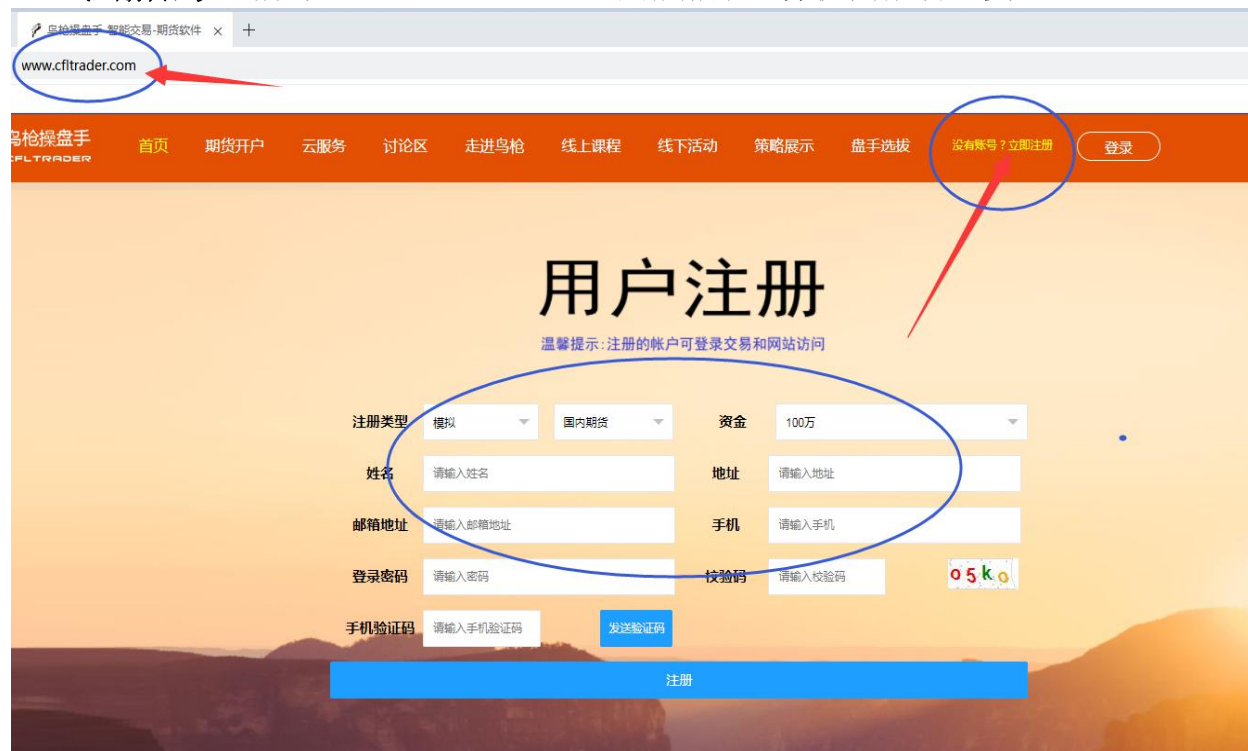 鸟枪操盘手-智能交易-期货软件
www.cfltrader.com
鸟枪操盘手
CFLTRADER
首页 期货开户 云服务 讨论区 走进鸟枪 线上课程 线下活动 策略展示 盘手选拔 没有账号？立即注册 登录
用户注册
温馨提示:注册的帐户可登录交易和网站访问
注册类型 模拟 国内期货 资金 100万
姓名 请输入姓名 地址 请输入地址
邮箱地址 请输入邮箱地址 手机 请输入手机
登录密码 请输入密码 校验码 请输入校验码 o5ko
手机验证码 请输入手机验证码 发送验证码
注册